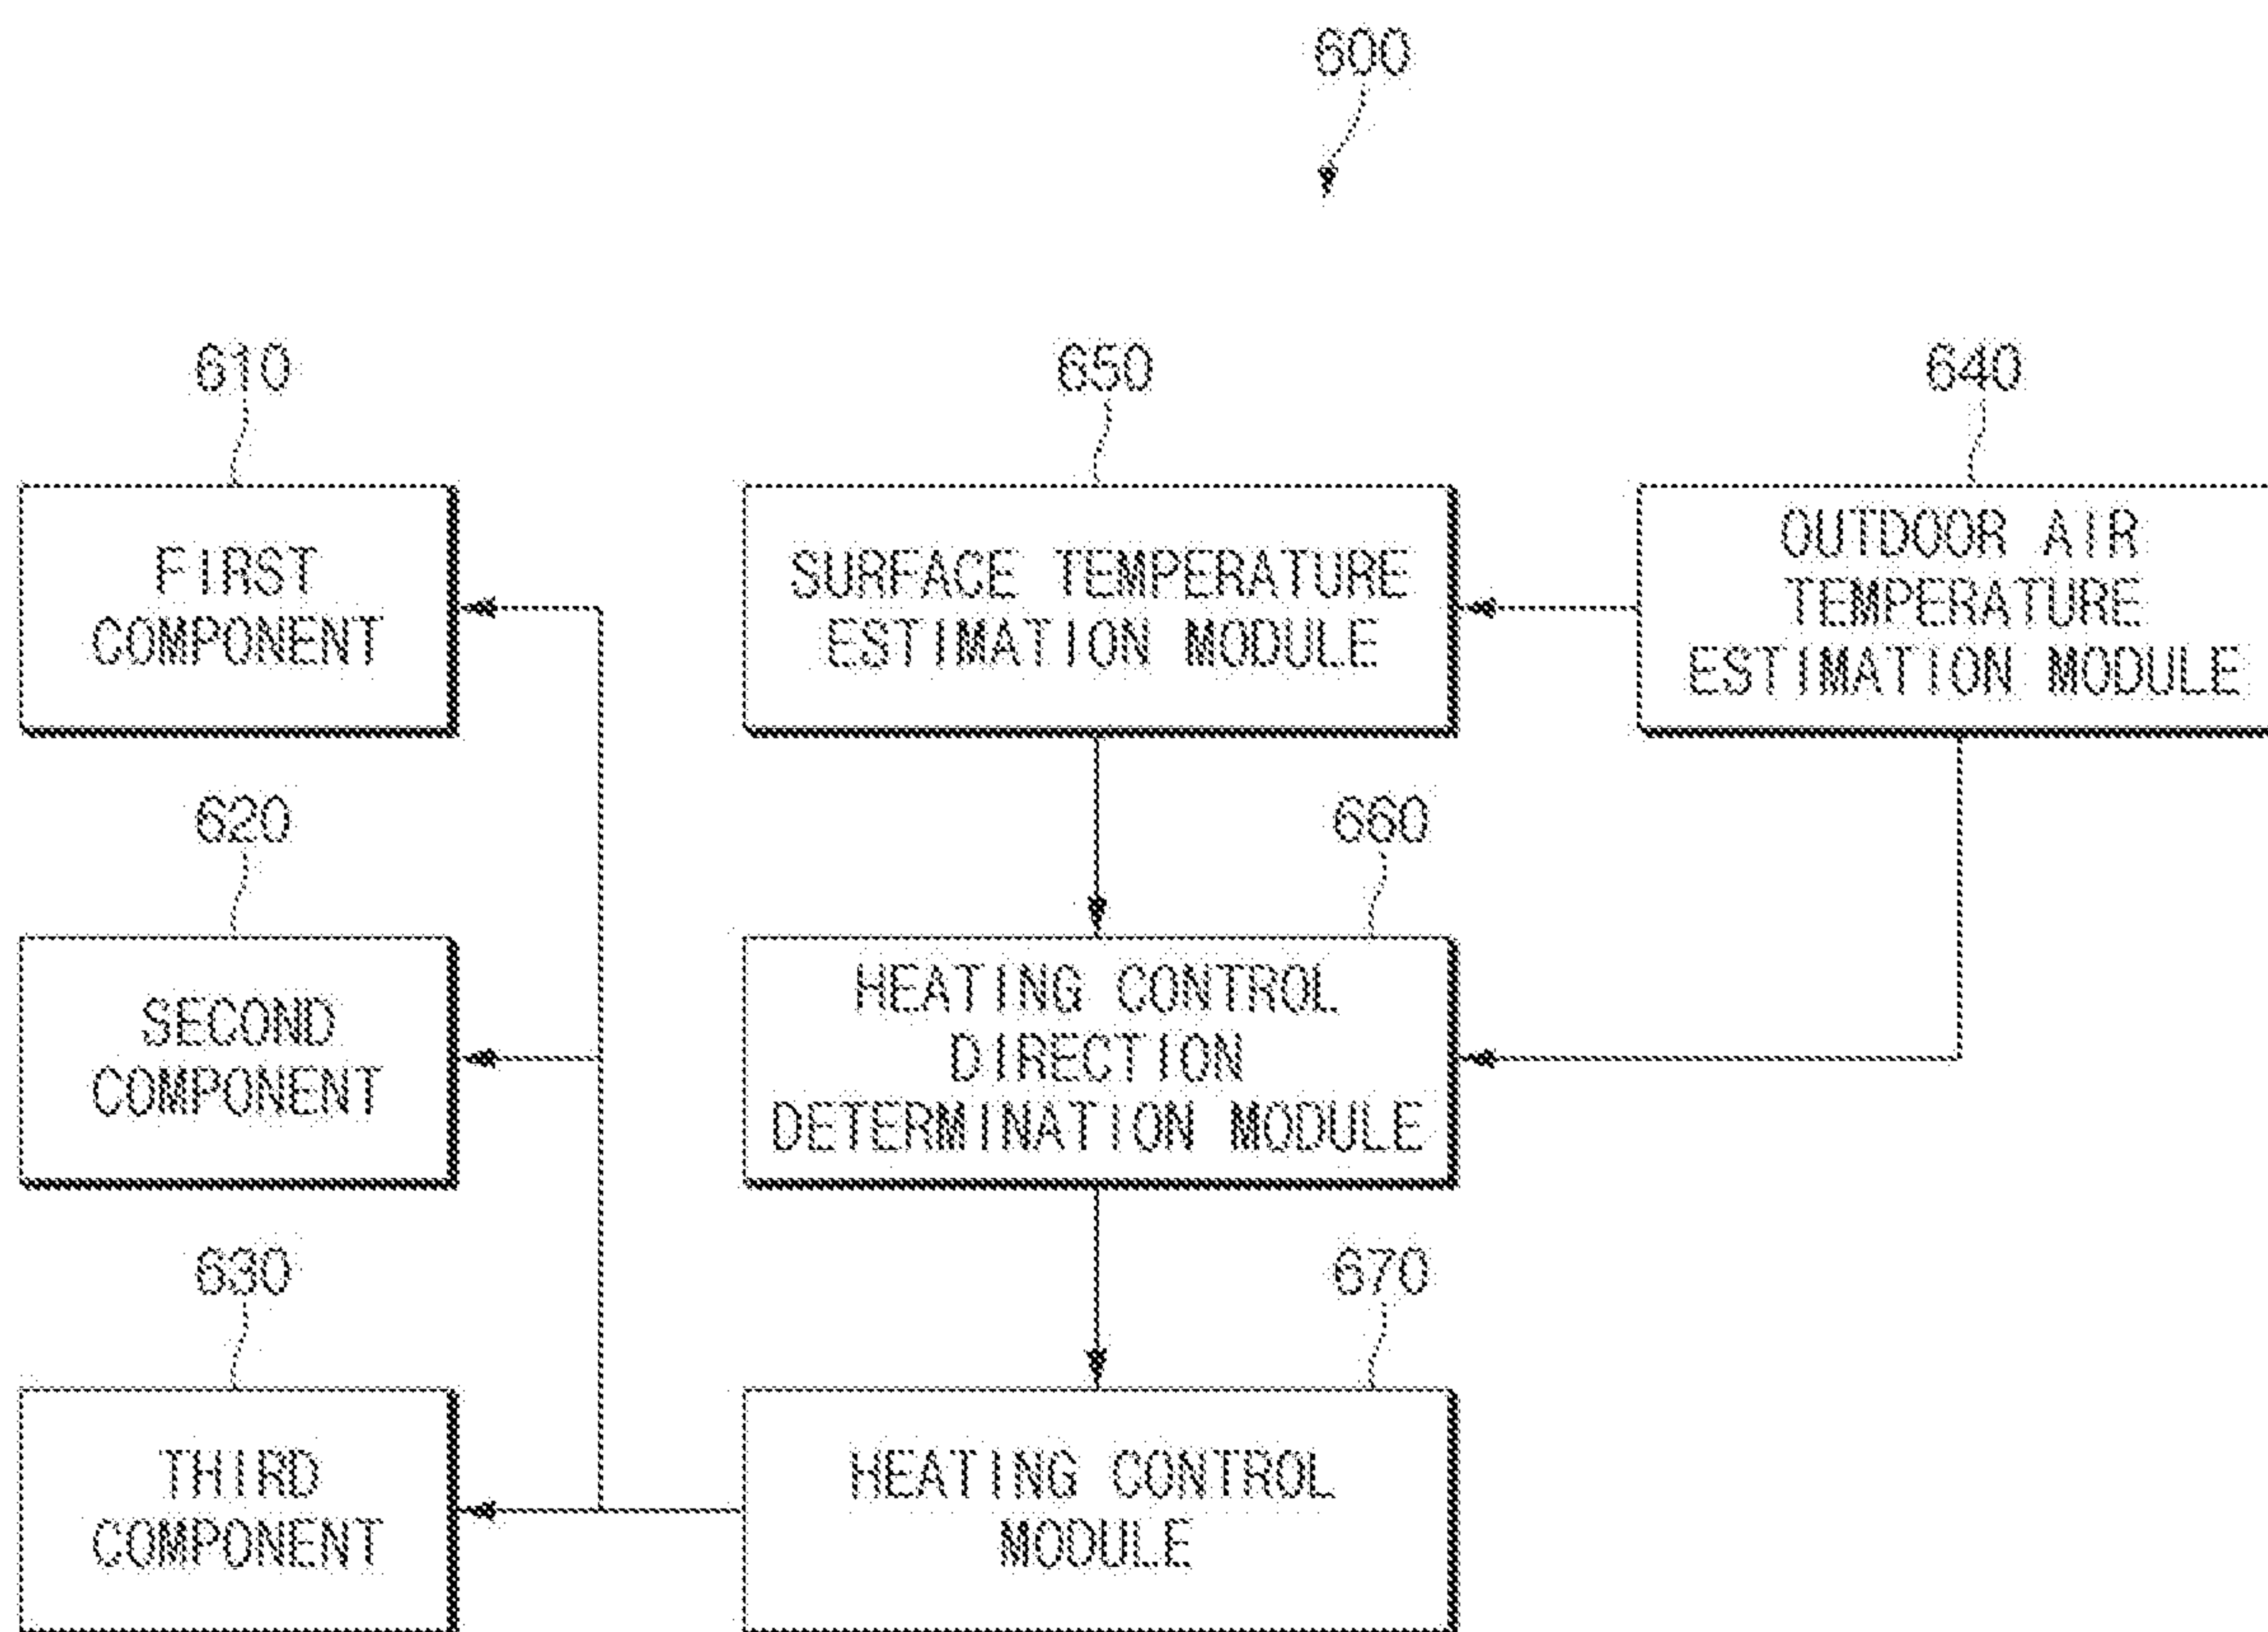 600
610
650
640
FIRST
COMPONENT
SURFACE TEMPERATURE
ESTIMATION MODULE
OUTDOOR AIR
TEMPERATURE
ESTIMATION MODULE
620
660
SECOND
COMPONENT
HEATING CONTROL
DIRECTION
DETERMINATION MODULE
630
670
THIRD
COMPONENT
HEATING CONTROL
MODULE